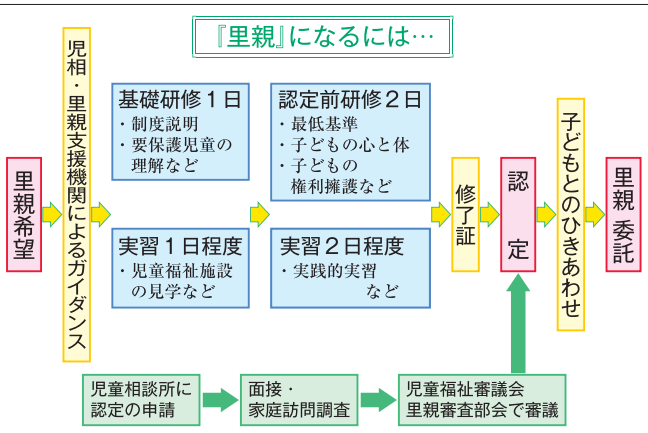 『里親』になるには…
里親希望
児相・里親支援機関によるガイダンス
基礎研修1日
・制度説明
・要保護児童の
理解など
実習1日程度
・児童福祉施設
の見学など
認定前研修2日
・最低基準
・子どもの心と体
・子どもの
権利擁護など
実習2日程度
・実践的実習
など
修了証
認定
子どもとのひきあわせ
里親委託
児童相談所に
認定の申請
面接・
家庭訪問調査
児童福祉審議会
里親審査部会で審議